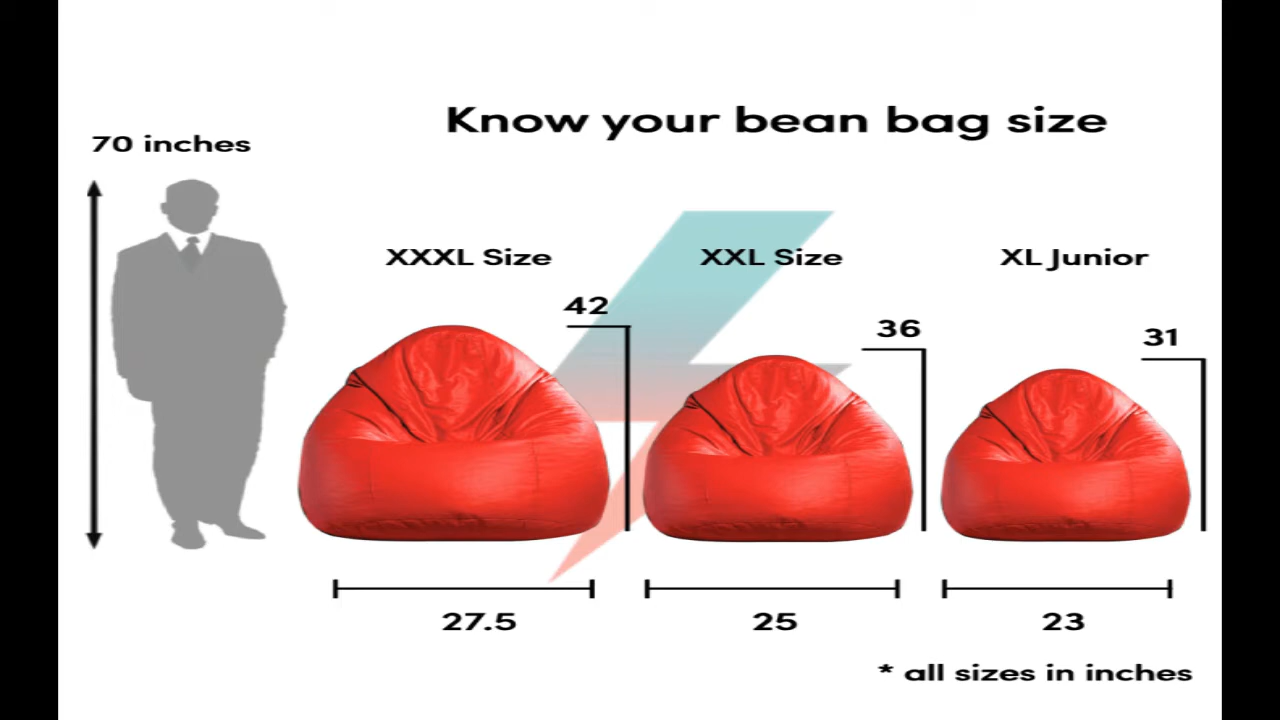 Know your bean bag size
70 inches
XXXL Size
XXL Size
XL Junior
42
36
31
27.5
25
23
* all sizes in inches